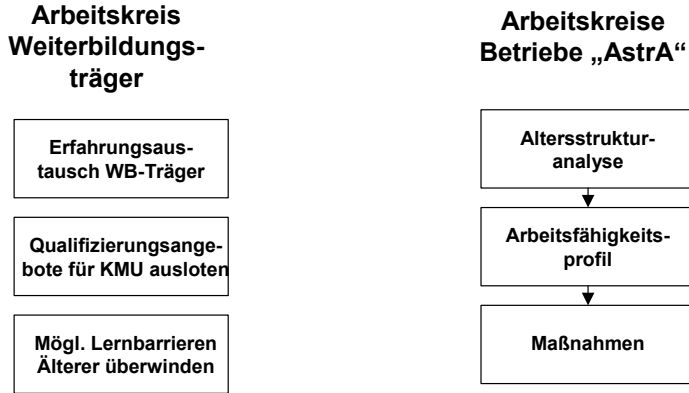 Arbeitskreis
Weiterbildungs-
träger
Erfahrungsaus-
tausch WB-Träger
Qualifizierungsange-
bote für KMU ausloten
Mögl. Lernbarrieren
Älterer überwinden
Arbeitskreise
Betriebe „AstrA“
Altersstruktur-
analyse
Arbeitsfähigkeits-
profil
Maßnahmen